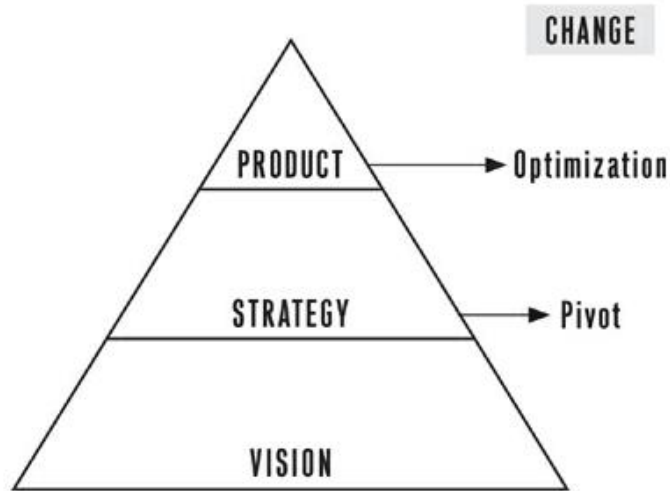 CHANGE
PRODUCT
Optimization
STRATEGY
Pivot
VISION